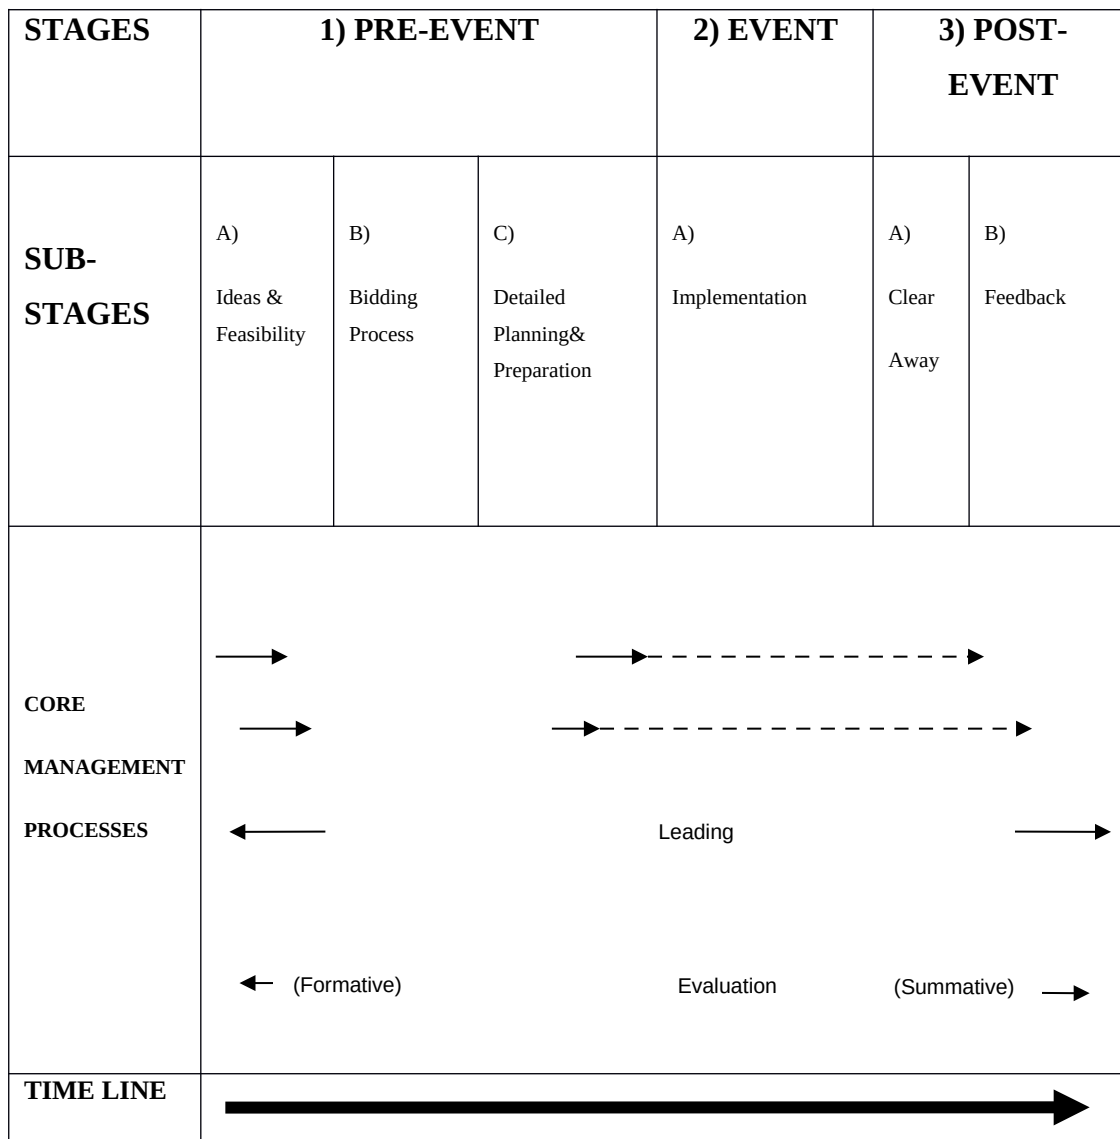 STAGES
1) PRE-EVENT
2) EVENT
3) POST-
EVENT
SUB-
STAGES
A)
Ideas &
Feasibility
B)
Bidding
Process
C)
Detailed
Planning&
Preparation
A)
Implementation
A)
Clear
Away
B)
Feedback
CORE
MANAGEMENT
PROCESSES
Leading
(Formative)
Evaluation
(Summative)
TIME LINE